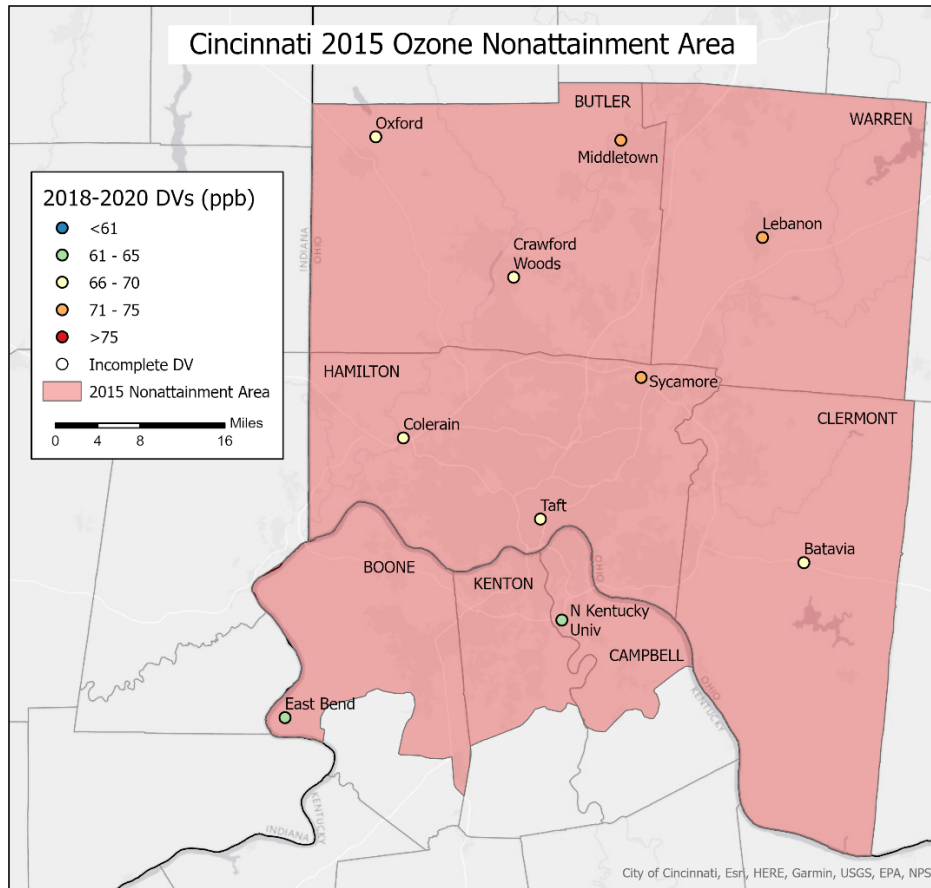 Cincinnati 2015 Ozone Nonattainment Area
Oxford
BUTLER
Middletown
WARREN
2018-2020 DVs (ppb)
<61
61 - 65
66 - 70
71 - 75
>75
Incomplete DV
2015 Nonattainment Area
Miles
0 4 8 16
INDIANA
OHIO
Lebanon
Crawford
Woods
HAMILTON
Sycamore
CLERMONT
Colerain
Taft
Batavia
BOONE
KENTON
OHIO
N Kentucky
Univ
CAMPBELL
OHIO
KENTUCKY
East Bend
INDIANA
KENTUCKY
City of Cincinnati, Esri, HERE, Garmin, USGS, EPA, NPS